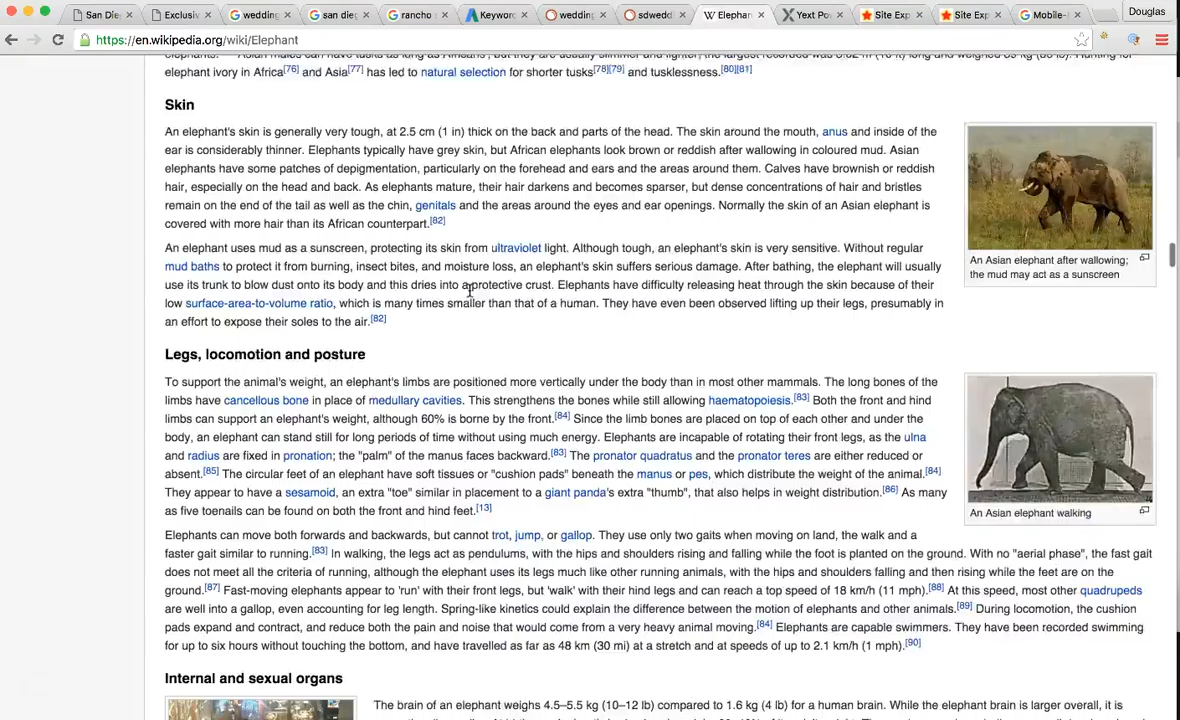 San Die
Exclusiv
wedding
san dieg
rancho
Keyword
wedding
sdweddi
Elephan
Yext Po
Site Exp
Site Exp
Mobile-
Douglas
https://en.wikipedia.org/wiki/Elephant
elephant ivory in Africa[76] and Asia[77] has led to natural selection for shorter tusks[78][79] and tusklessness.[80][81]
Skin
An elephant's skin is generally very tough, at 2.5 cm (1 in) thick on the back and parts of the head. The skin around the mouth, anus and inside of the
ear is considerably thinner. Elephants typically have grey skin, but African elephants look brown or reddish after wallowing in coloured mud. Asian
elephants have some patches of depigmentation, particularly on the forehead and ears and the areas around them. Calves have brownish or reddish
hair, especially on the head and back. As elephants mature, their hair darkens and becomes sparser, but dense concentrations of hair and bristles
remain on the end of the tail as well as the chin, genitals and the areas around the eyes and ear openings. Normally the skin of an Asian elephant is
covered with more hair than its African counterpart.[82]
An elephant uses mud as a sunscreen, protecting its skin from ultraviolet light. Although tough, an elephant's skin is very sensitive. Without regular
mud baths to protect it from burning, insect bites, and moisture loss, an elephant's skin suffers serious damage. After bathing, the elephant will usually
use its trunk to blow dust onto its body and this dries into a protective crust. Elephants have difficulty releasing heat through the skin because of their
low surface-area-to-volume ratio, which is many times smaller than that of a human. They have even been observed lifting up their legs, presumably in
an effort to expose their soles to the air.[82]
An Asian elephant after wallowing;
the mud may act as a sunscreen
Legs, locomotion and posture
To support the animal's weight, an elephant's limbs are positioned more vertically under the body than in most other mammals. The long bones of the
limbs have cancellous bone in place of medullary cavities. This strengthens the bones while still allowing haematopoiesis.[83] Both the front and hind
limbs can support an elephant's weight, although 60% is borne by the front.[84] Since the limb bones are placed on top of each other and under the
body, an elephant can stand still for long periods of time without using much energy. Elephants are incapable of rotating their front legs, as the ulna
and radius are fixed in pronation; the "palm" of the manus faces backward.[83] The pronator quadratus and the pronator teres are either reduced or
absent.[85] The circular feet of an elephant have soft tissues or "cushion pads" beneath the manus or pes, which distribute the weight of the animal.[84]
They appear to have a sesamoid, an extra "toe" similar in placement to a giant panda's extra "thumb", that also helps in weight distribution.[86] As many
as five toenails can be found on both the front and hind feet.[13]
An Asian elephant walking
Elephants can move both forwards and backwards, but cannot trot, jump, or gallop. They use only two gaits when moving on land, the walk and a
faster gait similar to running.[83] In walking, the legs act as pendulums, with the hips and shoulders rising and falling while the foot is planted on the ground. With no "aerial phase", the fast gait
does not meet all the criteria of running, although the elephant uses its legs much like other running animals, with the hips and shoulders falling and then rising while the feet are on the
ground.[87] Fast-moving elephants appear to 'run' with their front legs, but 'walk' with their hind legs and can reach a top speed of 18 km/h (11 mph).[88] At this speed, most other quadrupeds
are well into a gallop, even accounting for leg length. Spring-like kinetics could explain the difference between the motion of elephants and other animals.[89] During locomotion, the cushion
pads expand and contract, and reduce both the pain and noise that would come from a very heavy animal moving.[84] Elephants are capable swimmers. They have been recorded swimming
for up to six hours without touching the bottom, and have travelled as far as 48 km (30 mi) at a stretch and at speeds of up to 2.1 km/h (1 mph).[90]
Internal and sexual organs
The brain of an elephant weighs 4.5–5.5 kg (10–12 lb) compared to 1.6 kg (4 lb) for a human brain. While the elephant brain is larger overall, it is